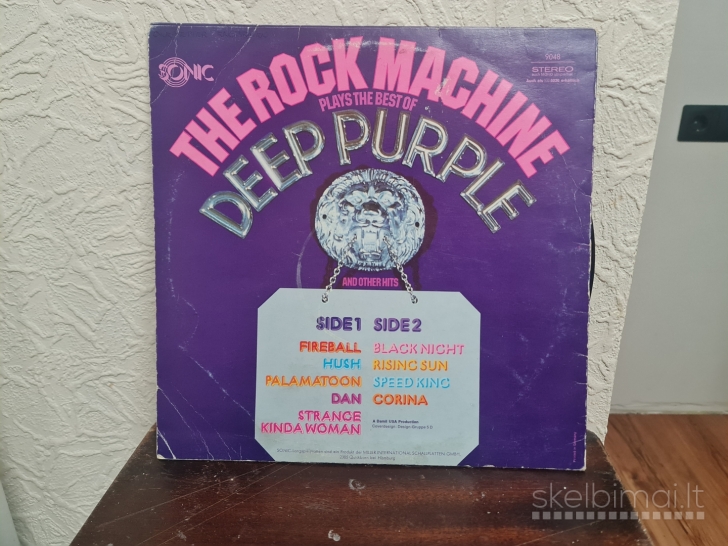 SONIC
9048
STEREO
THE ROCK MACHINE
PLAYS THE BEST OF
DEEP PURPLE
AND OTHER HITS
SIDE 1
FIREBALL
HUSH
PALAMATOON
DAN
STRANGE
KINDA WOMAN
SIDE 2
BLACK NIGHT
RISING SUN
SPEED KING
CORINA
skelbimai.lt